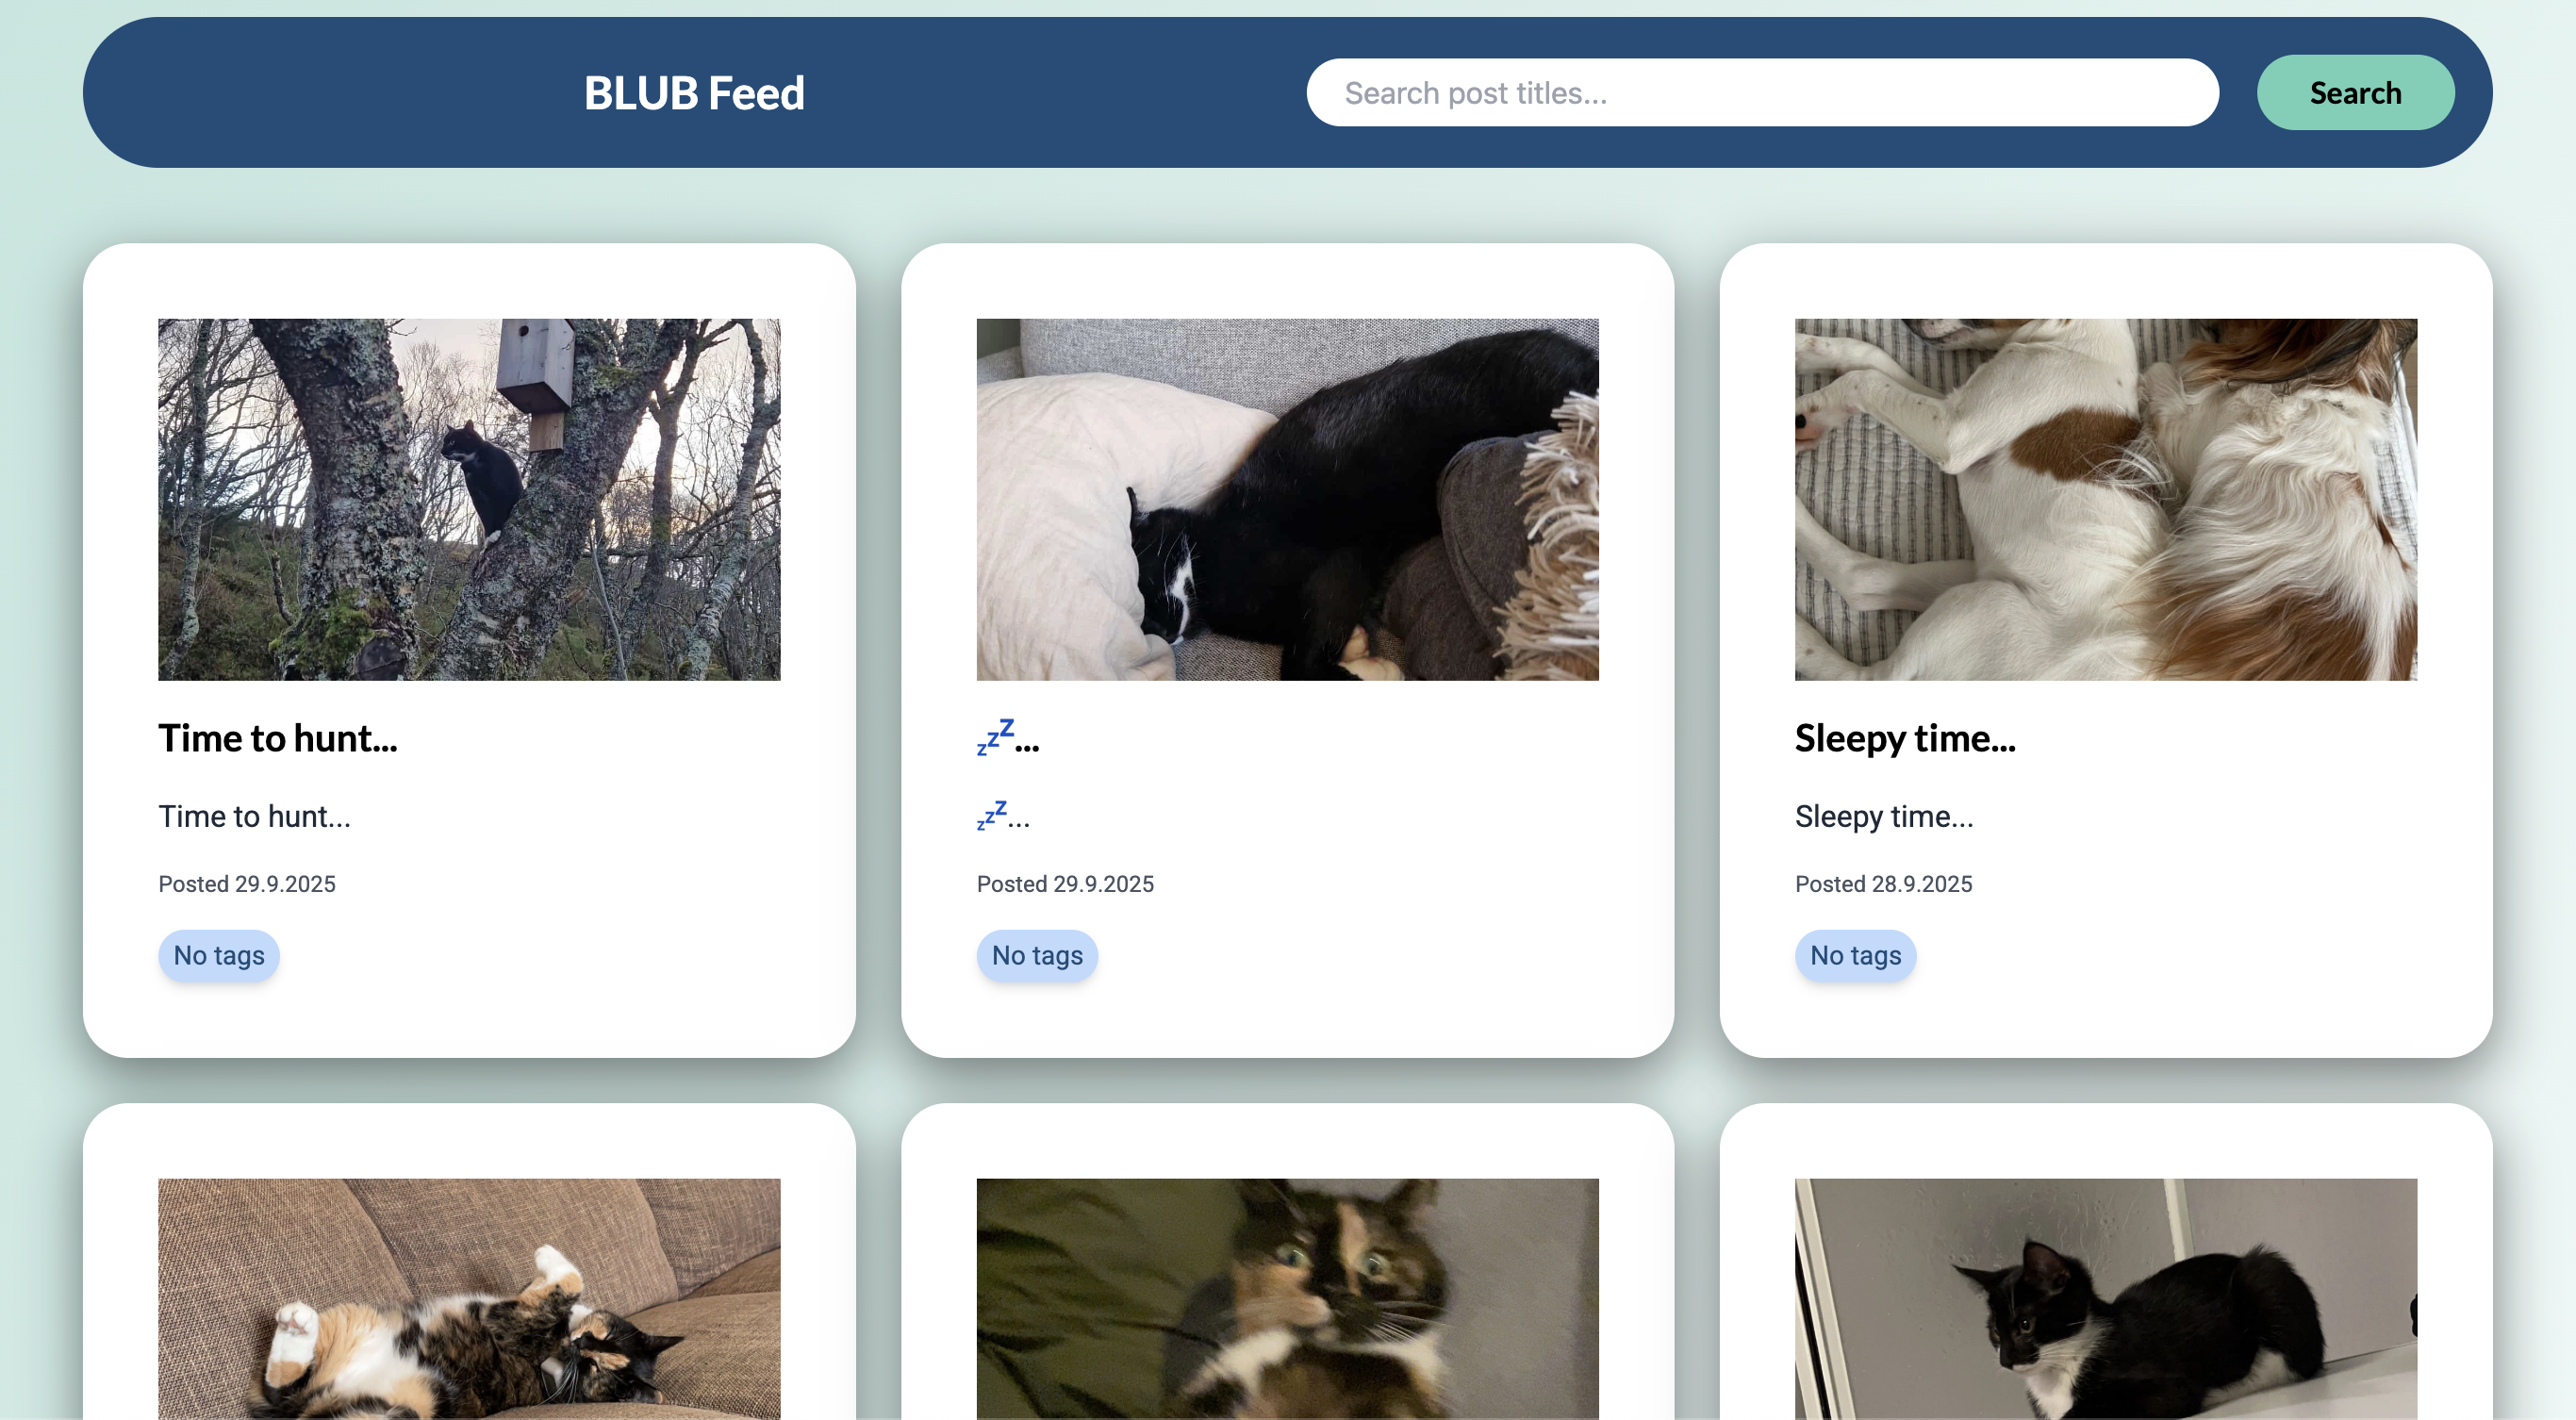 BLUB Feed
Search post titles...
Search
Time to hunt...
Time to hunt...
Posted 29.9.2025
No tags
💤...
💤...
Posted 29.9.2025
No tags
Sleepy time...
Sleepy time...
Posted 28.9.2025
No tags